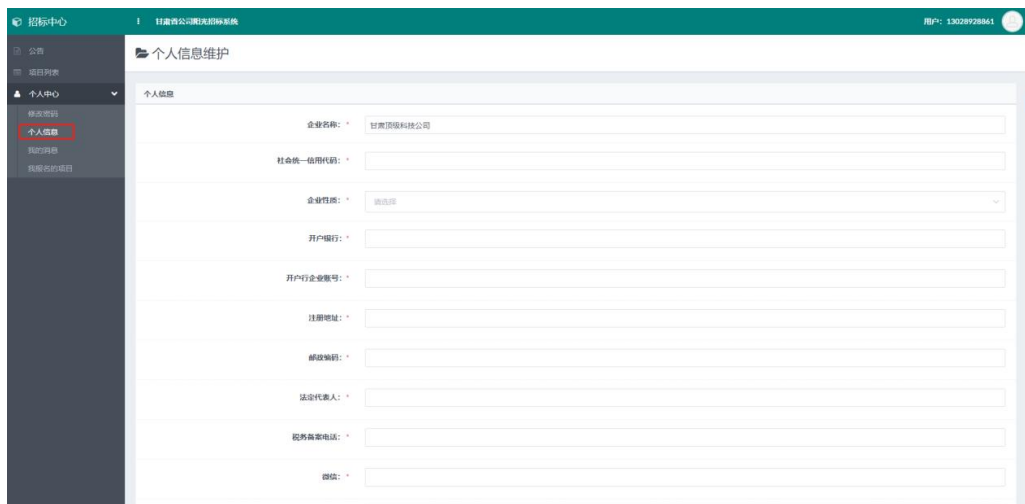 招标中心
甘肃省公司阳光招标系统
用户: 13028928861
公告
项目列表
个人中心
修改密码
个人信息
我的消息
我报名的项目
个人信息维护
个人信息
企业名称: * 甘肃顶级科技公司
社会统一信用代码: *
企业性质: * 请选择
开户银行: *
开户行企业账号: *
注册地址: *
邮政编码: *
法定代表人: *
税务备案电话: *
微信: *